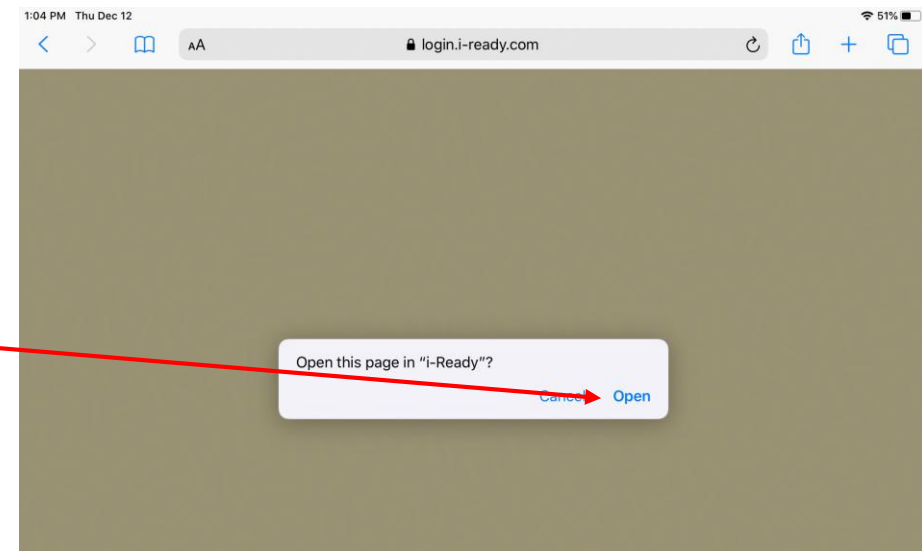 1:04 PM Thu Dec 12 51%
AA login.i-ready.com
Open this page in “i-Ready”?
Cancel Open